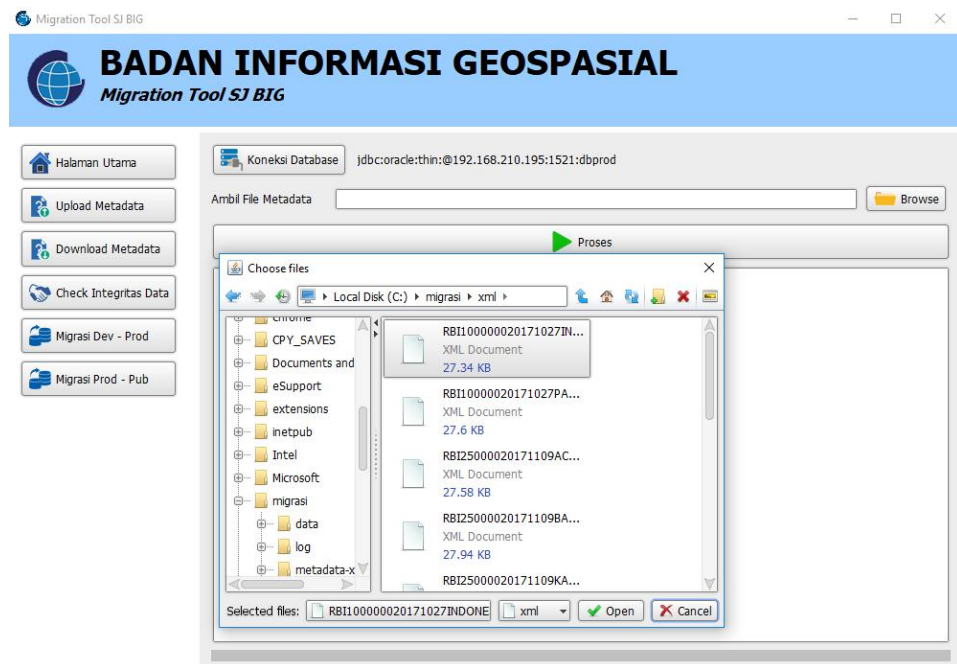 Migration Tool SJ BIG
BADAN INFORMASI GEOSPASIAL
Migration Tool SJ BIG
Halaman Utama
Upload Metadata
Download Metadata
Check Integritas Data
Migrasi Dev - Prod
Migrasi Prod - Pub
Koneksi Database jdbc:oracle:thin:@192.168.210.195:1521:dbprod
Ambil File Metadata Browse
Proses
Choose files
Local Disk (C:) migrasi xml
chrome
CPY_SAVES
Documents and
eSupport
extensions
inetpub
Intel
Microsoft
migrasi
data
log
metadata-x
RBI10000020171027IN...
XML Document
27.34 KB
RBI10000020171027PA...
XML Document
27.6 KB
RBI25000020171109AC...
XML Document
27.58 KB
RBI25000020171109BA...
XML Document
27.94 KB
RBI25000020171109KA...
Selected files: RBI100000020171027INDONE xml Open Cancel